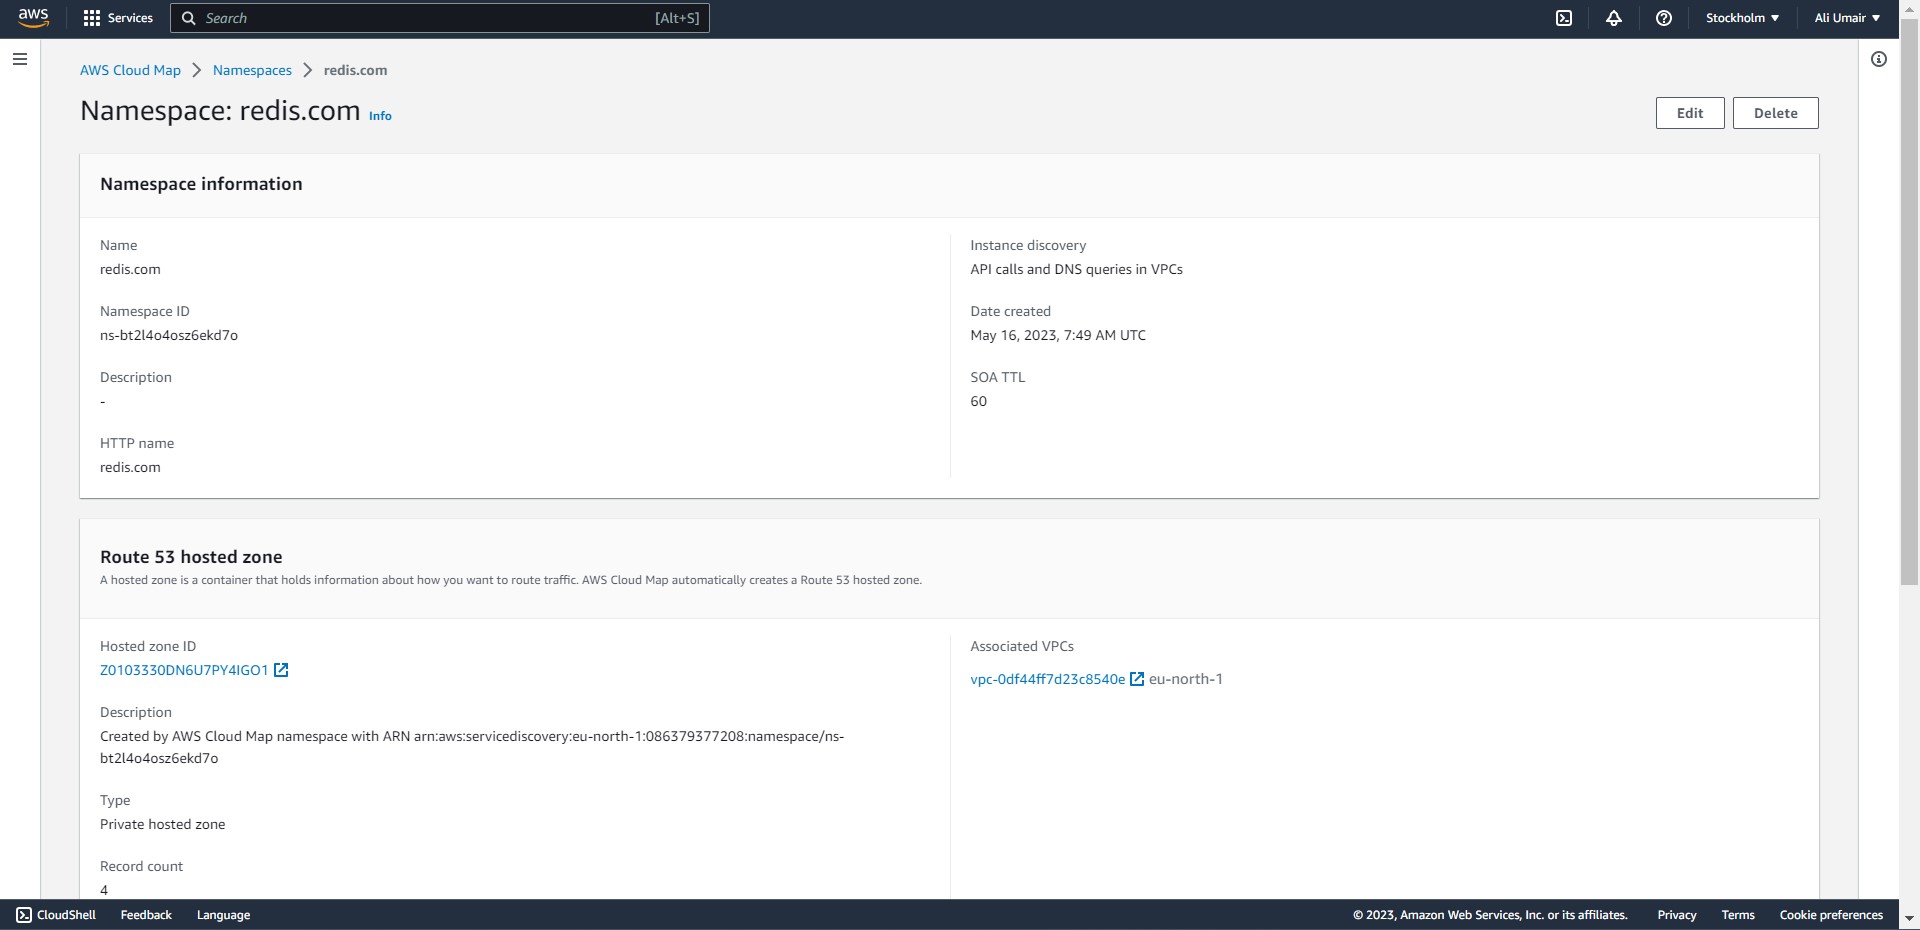 aws
Services
Search
[Alt+S]
Stockholm
Ali Umair
AWS Cloud Map
Namespaces
redis.com
Namespace: redis.com
Info
Edit
Delete
Namespace information
Name
redis.com
Namespace ID
ns-bt2l4o4osz6ekd7o
Description
-
HTTP name
redis.com
Instance discovery
API calls and DNS queries in VPCs
Date created
May 16, 2023, 7:49 AM UTC
SOA TTL
60
Route 53 hosted zone
A hosted zone is a container that holds information about how you want to route traffic. AWS Cloud Map automatically creates a Route 53 hosted zone.
Hosted zone ID
Z0103330DN6U7PY4IGO1
Description
Created by AWS Cloud Map namespace with ARN arn:aws:servicediscovery:eu-north-1:086379377208:namespace/ns-
bt2l4o4osz6ekd7o
Type
Private hosted zone
Record count
4
Associated VPCs
vpc-0df44ff7d23c8540e eu-north-1
CloudShell
Feedback
Language
© 2023, Amazon Web Services, Inc. or its affiliates.
Privacy
Terms
Cookie preferences